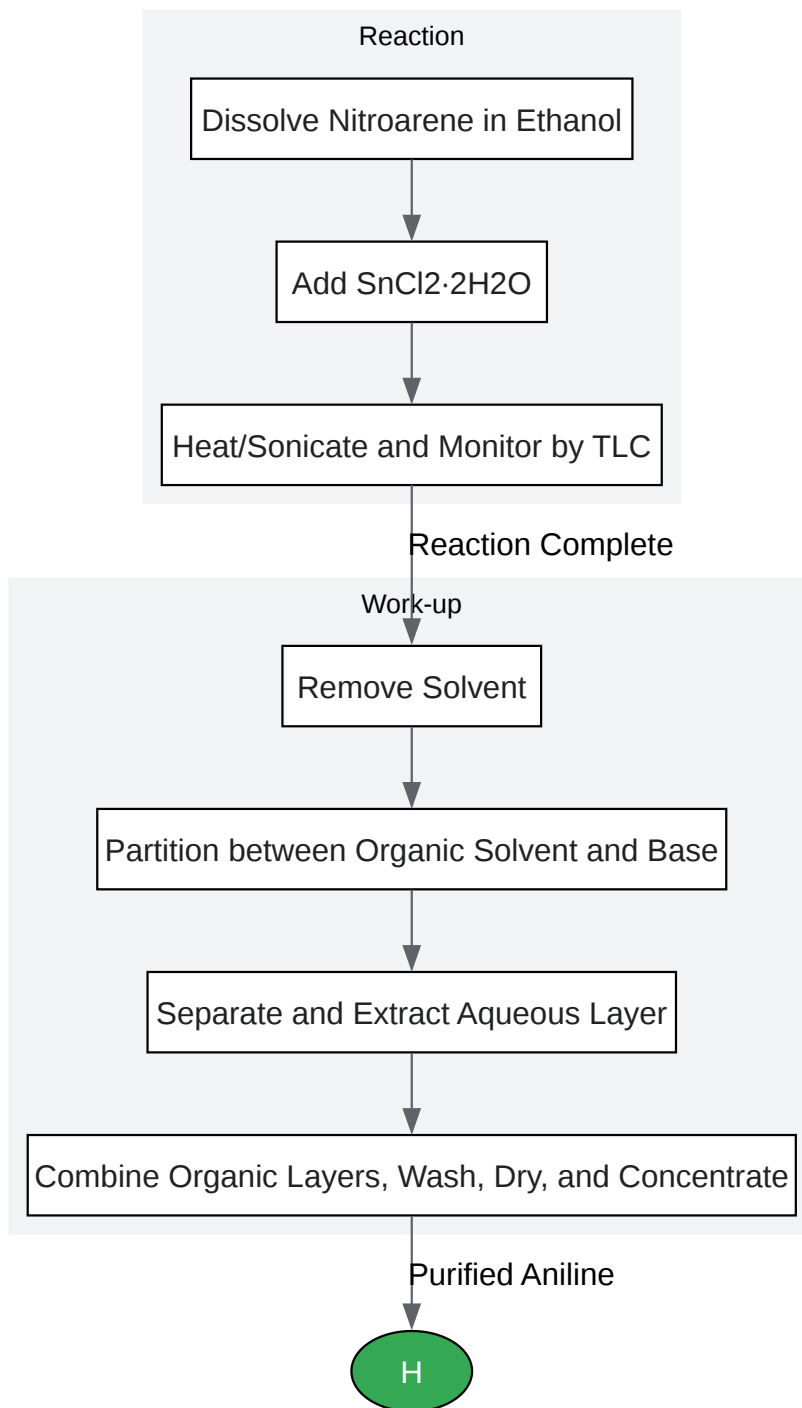 Reaction
Dissolve Nitroarene in Ethanol
Add SnCl2·2H2O
Heat/Sonicate and Monitor by TLC
Reaction Complete
Work-up
Remove Solvent
Partition between Organic Solvent and Base
Separate and Extract Aqueous Layer
Combine Organic Layers, Wash, Dry, and Concentrate
Purified Aniline
H